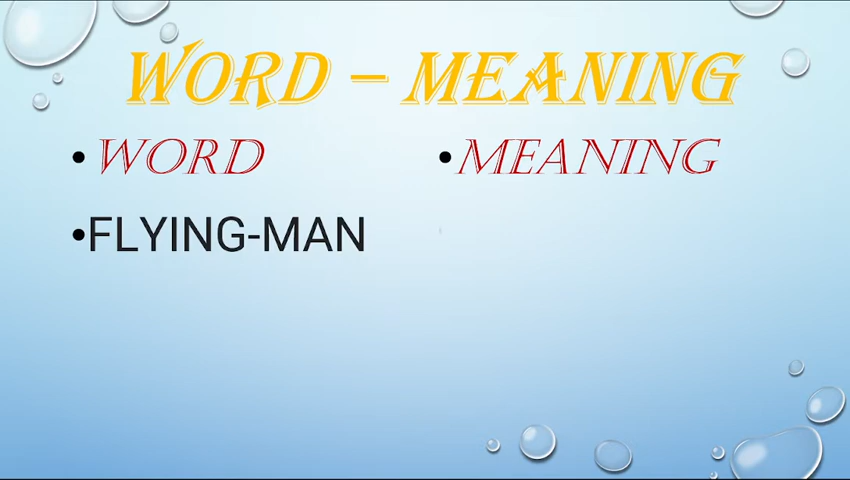 WORD – MEANING
• WORD
• MEANING
•FLYING-MAN